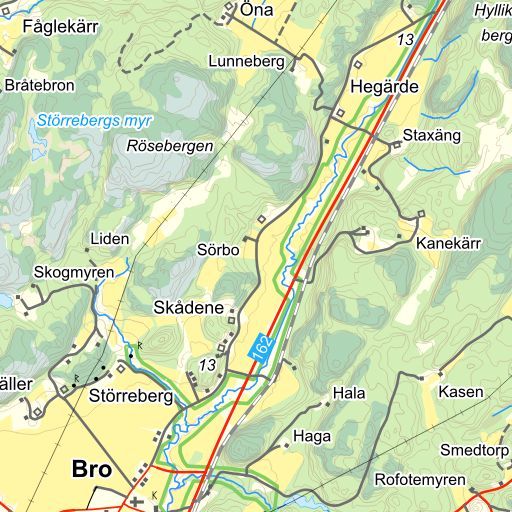 Öna
Fåglekärr
Hyllik
berg
13
Lunneberg
Bråtebron
Hegärde
Störrebergs myr
Rösebergen
Staxäng
Liden
Sörbo
Kanekärr
Skogmyren
Skådene
162
R
13
R
äller
Störreberg
Hala
Kasen
Haga
Bro
Smedtorp
Rofotemyren
K